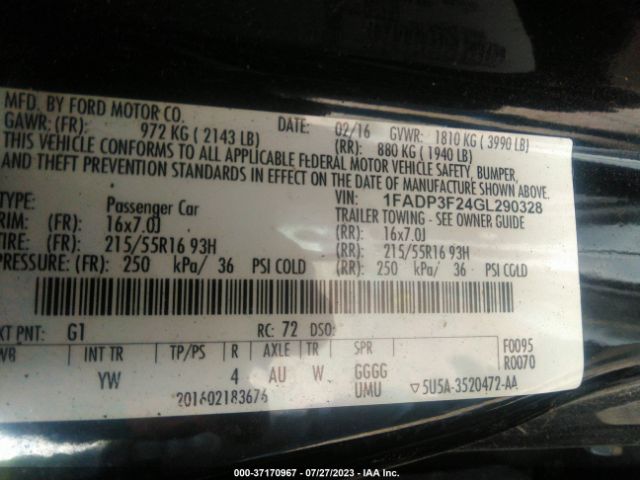 MFD. BY FORD MOTOR CO.
GAWR: (FR) 972 KG ( 2143 LB) DATE: 02/16 GVWR: 1810 KG ( 3990 LB)
(RR): 880 KG ( 1940 LB)
THIS VEHICLE CONFORMS TO ALL APPLICABLE FEDERAL MOTOR VEHICLE SAFETY, BUMPER,
AND THEFT PREVENTION STANDARDS IN EFFECT ON THE DATE OF MANUFACTURE SHOWN ABOVE.
VIN: 1FADP3F24GL290328
TYPE: Passenger Car TRAILER TOWING - SEE OWNER GUIDE
RIM: (FR) 16x7.0J (RR): 16x7.0J
TIRE: (FR) 215/55R16 93H (RR): 215/55R16 93H
PRESSURE: (FR) 250 kPa/ 36 PSI COLD (RR): 250 kPa/ 36 PSI COLD
EXT PNT: G1 RC: 72 DSO:
WB INT TR TP/PS R AXLE TR SPR F0095
R0070
YW 4 AU W GGGG
UMU
201602183676 ▽5U5A-3520472-AA
000-37170967 - 07/27/2023 - IAA Inc.